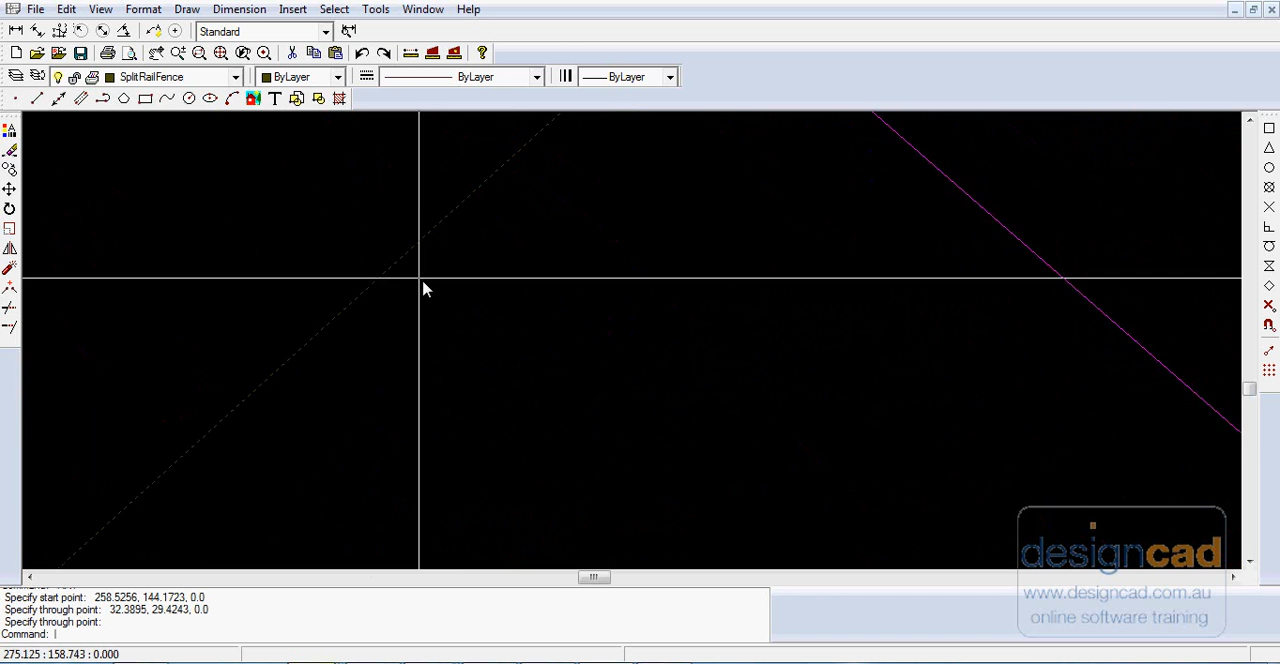 File Edit View Format Draw Dimension Insert Select Tools Window Help
Standard
SplitRailFence ByLayer ByLayer ByLayer
designcad
www.designcad.com.au
online software training
Specify start point: 258.5256, 144.1723, 0.0
Specify through point: 32.3895, 29.4243, 0.0
Specify through point:
Command:
275.125 : 158.743 : 0.000